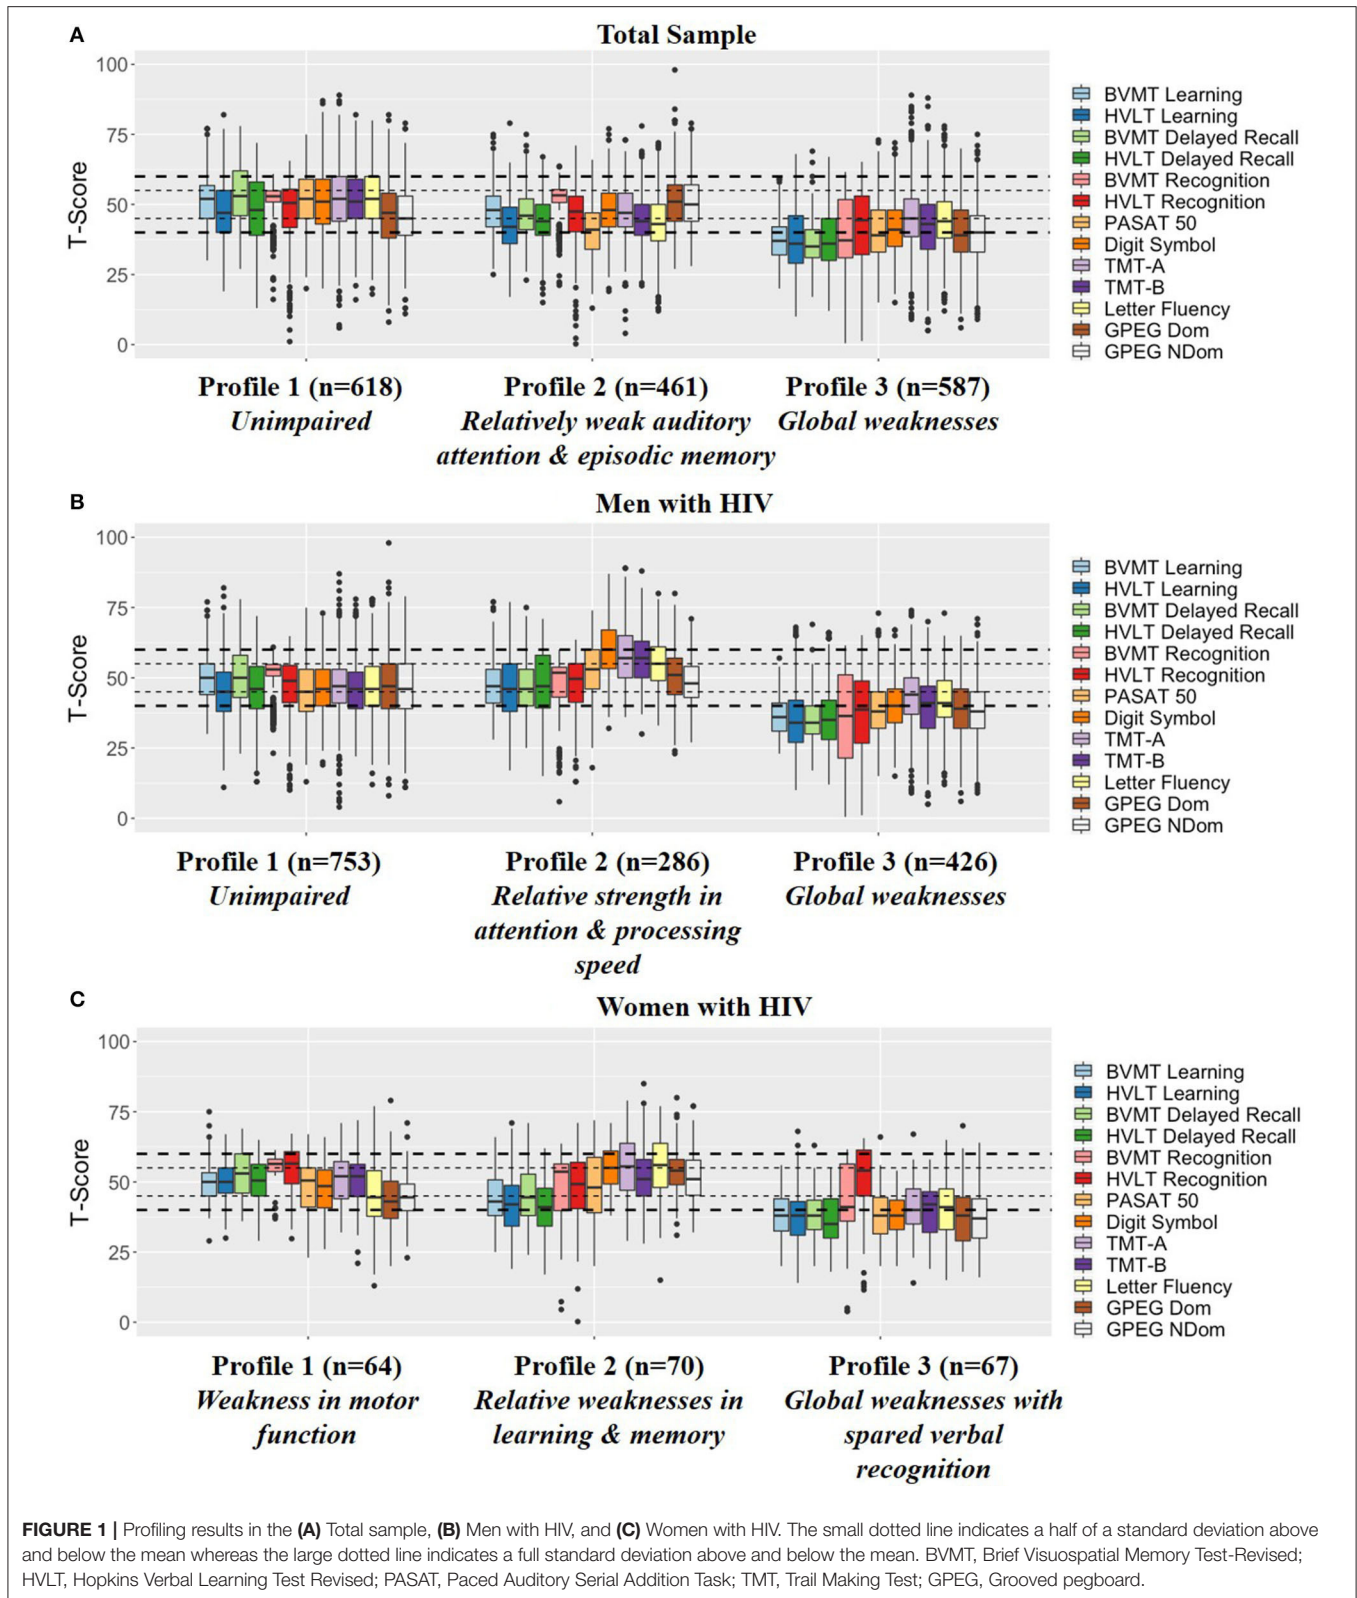 A
Total Sample
100
75
50
25
0
T-Score
BVMT Learning
HVLT Learning
BVMT Delayed Recall
HVLT Delayed Recall
BVMT Recognition
HVLT Recognition
PASAT 50
Digit Symbol
TMT-A
TMT-B
Letter Fluency
GPEG Dom
GPEG NDom
Profile 1 (n=618)
Unimpaired
Profile 2 (n=461)
Relatively weak auditory
attention & episodic memory
Profile 3 (n=587)
Global weaknesses
B
Men with HIV
100
75
50
25
0
T-Score
BVMT Learning
HVLT Learning
BVMT Delayed Recall
HVLT Delayed Recall
BVMT Recognition
HVLT Recognition
PASAT 50
Digit Symbol
TMT-A
TMT-B
Letter Fluency
GPEG Dom
GPEG NDom
Profile 1 (n=753)
Unimpaired
Profile 2 (n=286)
Relative strength in
attention & processing
speed
Profile 3 (n=426)
Global weaknesses
C
Women with HIV
100
75
50
25
0
T-Score
BVMT Learning
HVLT Learning
BVMT Delayed Recall
HVLT Delayed Recall
BVMT Recognition
HVLT Recognition
PASAT 50
Digit Symbol
TMT-A
TMT-B
Letter Fluency
GPEG Dom
GPEG NDom
Profile 1 (n=64)
Weakness in motor
function
Profile 2 (n=70)
Relative weaknesses in
learning & memory
Profile 3 (n=67)
Global weaknesses with
spared verbal
recognition
FIGURE 1 | Profiling results in the (A) Total sample, (B) Men with HIV, and (C) Women with HIV. The small dotted line indicates a half of a standard deviation above
and below the mean whereas the large dotted line indicates a full standard deviation above and below the mean. BVMT, Brief Visuospatial Memory Test-Revised;
HVLT, Hopkins Verbal Learning Test Revised; PASAT, Paced Auditory Serial Addition Task; TMT, Trail Making Test; GPEG, Grooved pegboard.